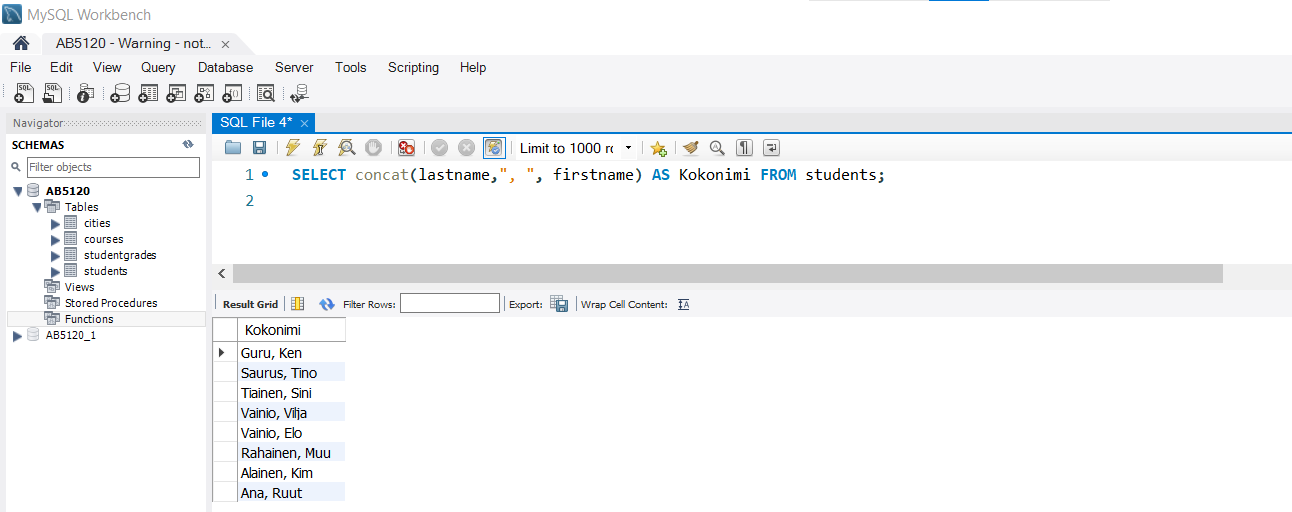 MySQL Workbench
AB5120 - Warning - not... ×
File Edit View Query Database Server Tools Scripting Help
Navigator
SQL File 4* ×
SCHEMAS
Filter objects
Limit to 1000 rc
1 SELECT concat(lastname,", ", firstname) AS Kokonimi FROM students;
2
AB5120
Tables
cities
courses
studentgrades
students
Views
Stored Procedures
Functions
AB5120_1
Result Grid Filter Rows: Export: Wrap Cell Content:
Kokonimi
Guru, Ken
Saurus, Tino
Tiainen, Sini
Vainio, Vilja
Vainio, Elo
Rahainen, Muu
Alainen, Kim
Ana, Ruut